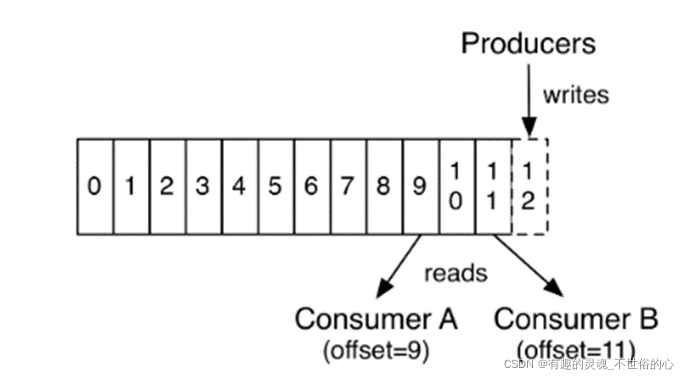 Producers
writes
0 1 2 3 4 5 6 7 8 9 10 11 12
reads
Consumer A
(offset=9)
Consumer B
(offset=11)
CSDN @有趣的灵魂_不世俗的心